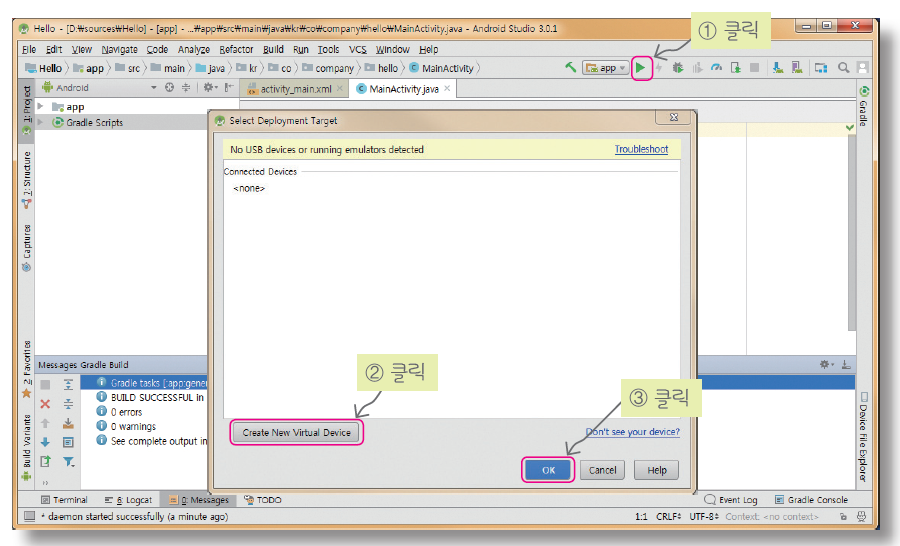 ① 클릭
Hello - [D:₩sources₩Hello] - [app] - ...₩app₩src₩main₩java₩kr₩co₩company₩hello₩MainActivity.java - Android Studio 3.0.1
File Edit View Navigate Code Analyze Refactor Build Run Tools VCS Window Help
Hello app src main java kr co company hello MainActivity app
Android activity_main.xml MainActivity.java
1: Project
app
Gradle Scripts
Gradle
Select Deployment Target
No USB devices or running emulators detected Troubleshoot
Connected Devices
<none>
7: Structure
Captures
2: Favorites
Build Variants
Messages Gradle Build
Gradle tasks [:app:gener
BUILD SUCCESSFUL in
0 errors
0 warnings
See complete output in
② 클릭
③ 클릭
Create New Virtual Device Don't see your device?
OK Cancel Help
Device File Explorer
Terminal 6: Logcat 0: Messages TODO Event Log Gradle Console
* daemon started successfully (a minute ago) 1:1 CRLF UTF-8 Context: <no context>